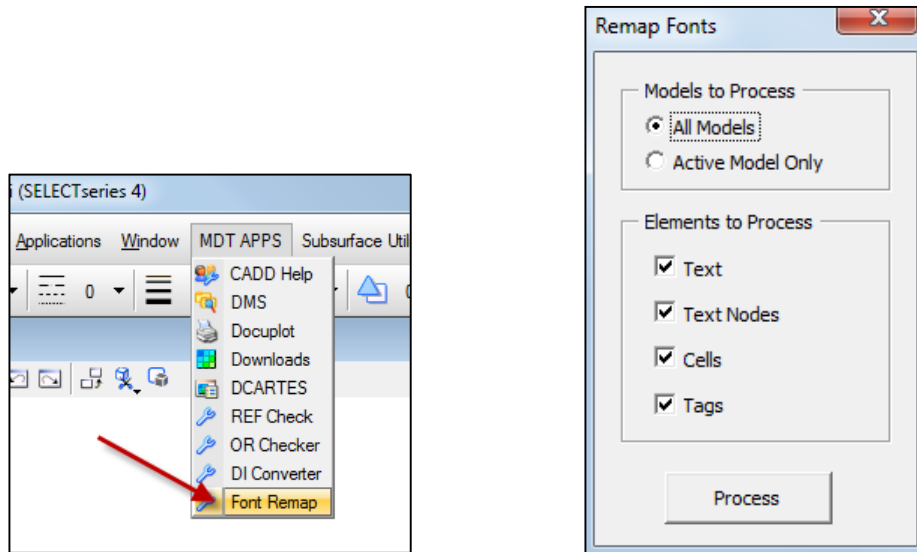 i (SELECTseries 4)
Applications Window MDT APPS Subsurface Util
0
CADD Help
DMS
Docuplot
Downloads
DCARTES
REF Check
OR Checker
DI Converter
Font Remap
Remap Fonts
Models to Process
All Models
Active Model Only
Elements to Process
Text
Text Nodes
Cells
Tags
Process